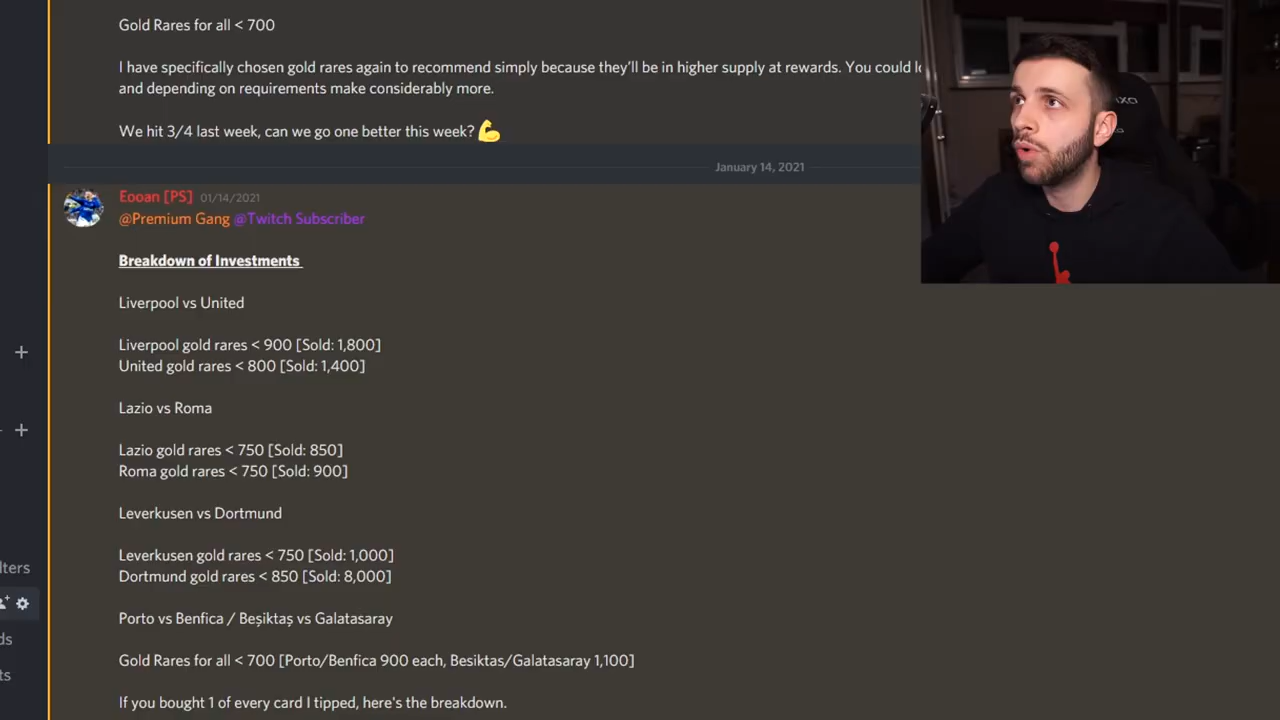 Gold Rares for all < 700
I have specifically chosen gold rares again to recommend simply because they'll be in higher supply at rewards. You could
and depending on requirements make considerably more.
We hit 3/4 last week, can we go one better this week? 💪
January 14, 2021
Eooan [PS] 01/14/2021
@Premium Gang @Twitch Subscriber
Breakdown of Investments
Liverpool vs United
Liverpool gold rares < 900 [Sold: 1,800]
United gold rares < 800 [Sold: 1,400]
Lazio vs Roma
Lazio gold rares < 750 [Sold: 850]
Roma gold rares < 750 [Sold: 900]
Leverkusen vs Dortmund
Leverkusen gold rares < 750 [Sold: 1,000]
Dortmund gold rares < 850 [Sold: 8,000]
lters
Porto vs Benfica / Beşiktaş vs Galatasaray
ds
Gold Rares for all < 700 [Porto/Benfica 900 each, Besiktas/Galatasaray 1,100]
ts
If you bought 1 of every card I tipped, here's the breakdown.